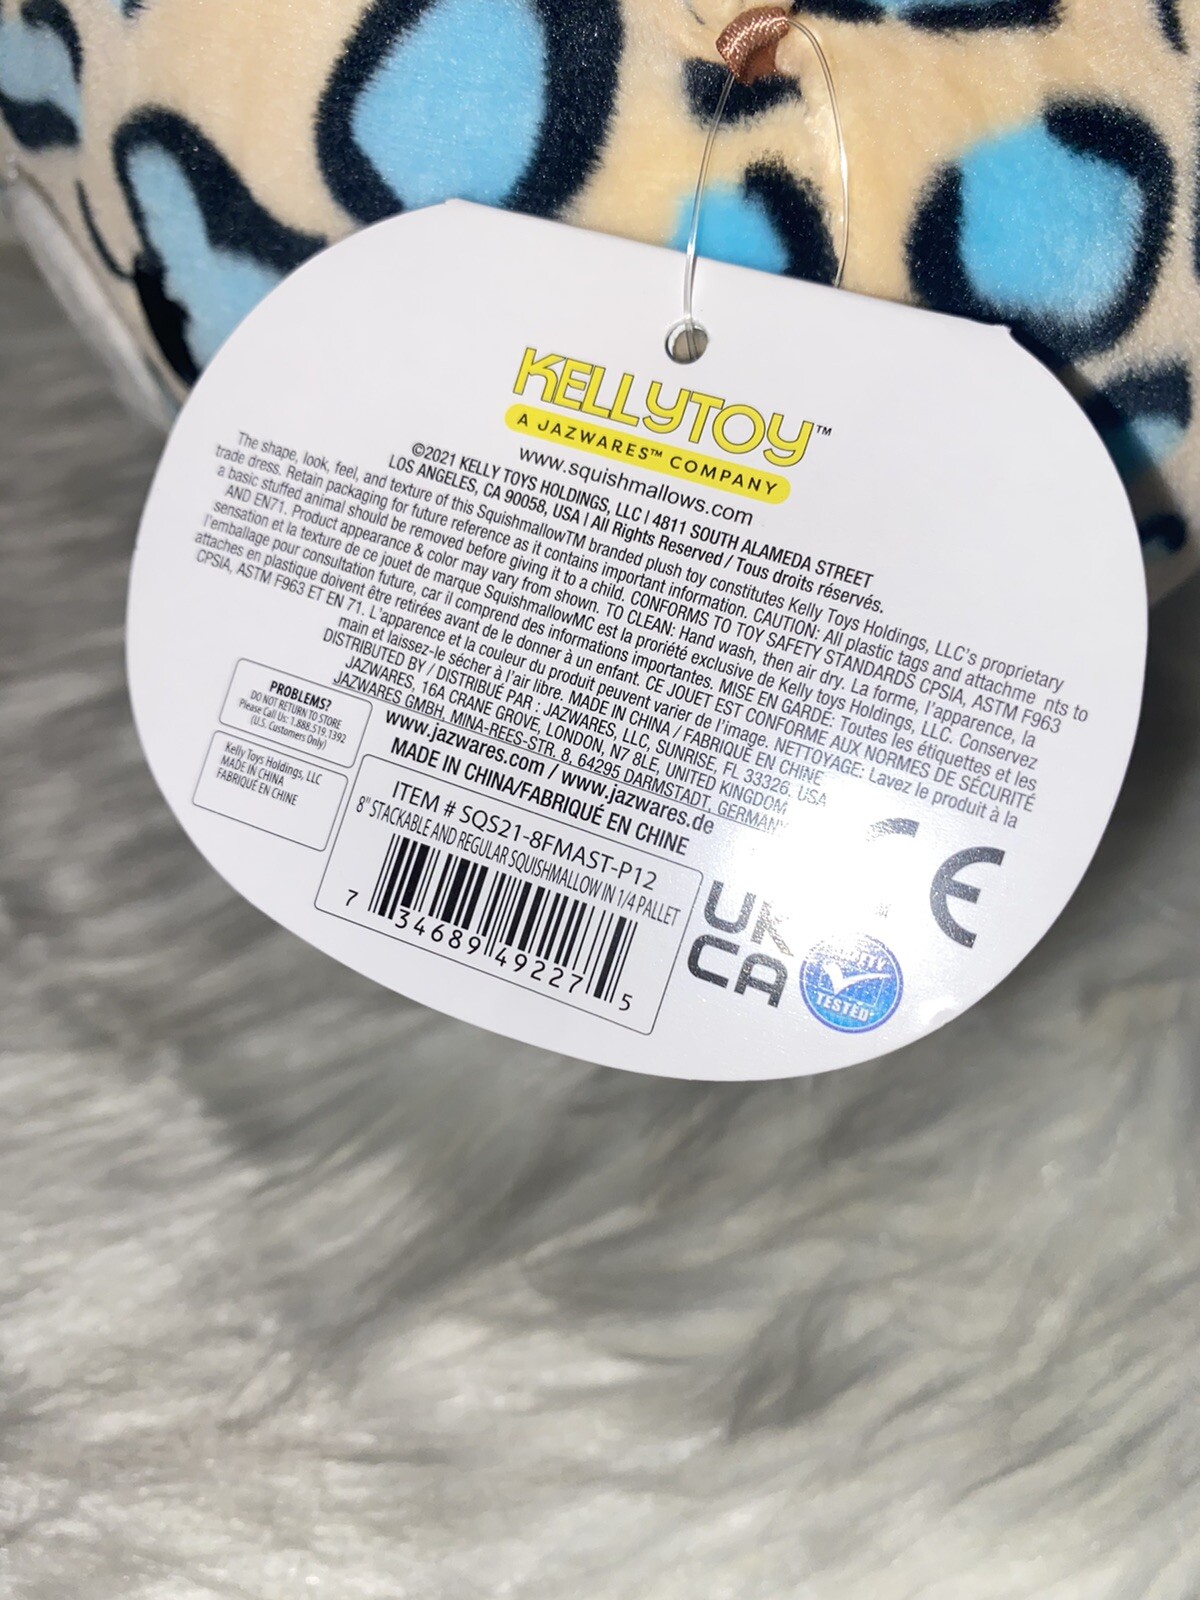 KELLYTOY™
A JAZWARES™ COMPANY
www.squishmallows.com
©2021 KELLY TOYS HOLDINGS, LLC | 4811 SOUTH ALAMEDA STREET
LOS ANGELES, CA 90058, USA | All Rights Reserved / Tous droits réservés.
The shape, look, feel, and texture of this SquishmallowTM branded plush toy constitutes Kelly Toys Holdings, LLC's proprietary
trade dress. Retain packaging for future reference as it contains important information. CAUTION: All plastic tags and attachme nts to
a basic stuffed animal should be removed before giving it to a child. CONFORMS TO TOY SAFETY STANDARDS CPSIA, ASTM F963
AND EN71. Product appearance & color may vary from shown. TO CLEAN: Hand wash, then air dry. La forme, l'apparence, la
sensation et la texture de ce jouet de marque SquishmallowMC est la proriété exclusive de Kelly toys Holdings, LLC. Conservez
l'emballage pour consultation future, car il comprend des informations importantes. MISE EN GARDE: Toutes les étiquettes et les
attaches en plastique doivent être retirées avant de le donner à un enfant. CE JOUET EST CONFORME AUX NORMES DE SÉCURITÉ
CPSIA, ASTM F963 ET EN 71. L'apparence et la couleur du produit peuvent varier de l'image. NETTOYAGE: Lavez le produit à la
main et laissez-le sécher à l'air libre. MADE IN CHINA / FABRIQUÉ EN CHINE
DISTRIBUTED BY / DISTRIBUÉ PAR : JAZWARES, LLC, SUNRISE, FL 33326. USA
JAZWARES, 16A CRANE GROVE, LONDON, N7 8LE, UNITED KINGDOM
JAZWARES GMBH, MINA-REES-STR, 8, 64295 DARMSTADT, GERMANY
www.jazwares.com / www.jazwares.de
MADE IN CHINA/FABRIQUÉ EN CHINE
PROBLEMS?
DO NOT RETURN TO STORE
Please Call Us: 1.888.519.1392
(U.S. Customers Only)
Kelly Toys Holdings, LLC
MADE IN CHINA
FABRIQUÉ EN CHINE
ITEM # SQS21-8FMAST-P12
8" STACKABLE AND REGULAR SQUISHMALLOW IN 1/4 PALLET
7 34689 49227 5
UK
CA
CE
SAFETY
TESTED